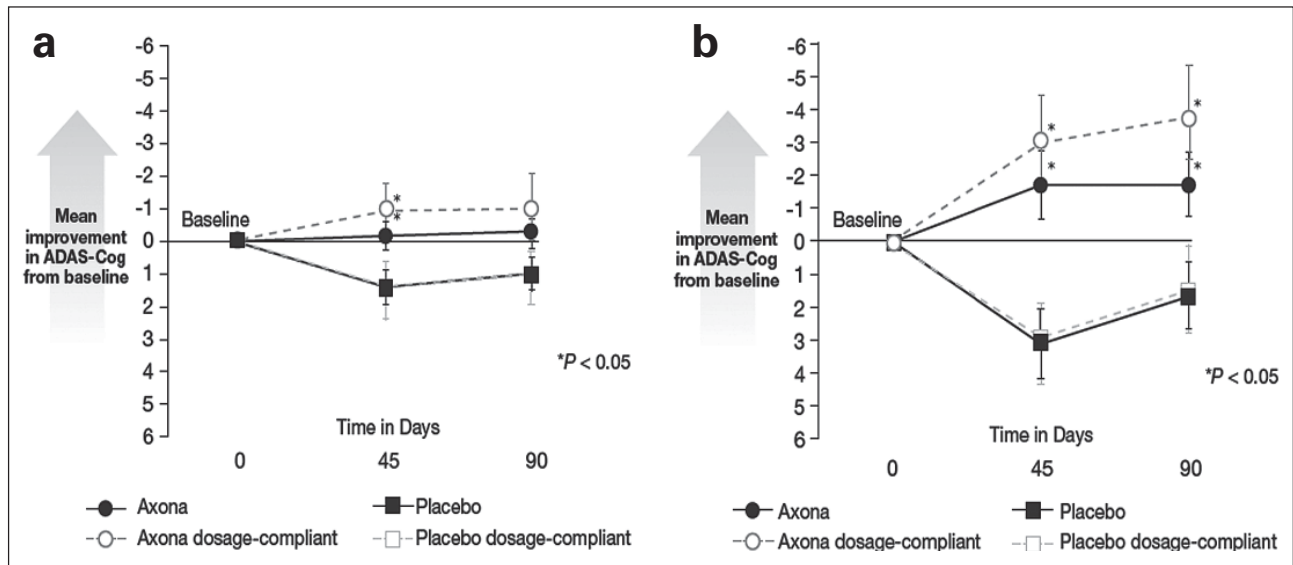 a
-6
-5
-4
-3
-2
-1
0
1
2
3
4
5
6
Mean
improvement
in ADAS-Cog
from baseline
Baseline
*
*
*P < 0.05
Time in Days
0 45 90
Axona
Placebo
Axona dosage-compliant
Placebo dosage-compliant
b
-6
-5
-4
-3
-2
-1
0
1
2
3
4
5
6
Mean
improvement
in ADAS-Cog
from baseline
Baseline
*
*
*
*
*P < 0.05
Time in Days
0 45 90
Axona
Placebo
Axona dosage-compliant
Placebo dosage-compliant